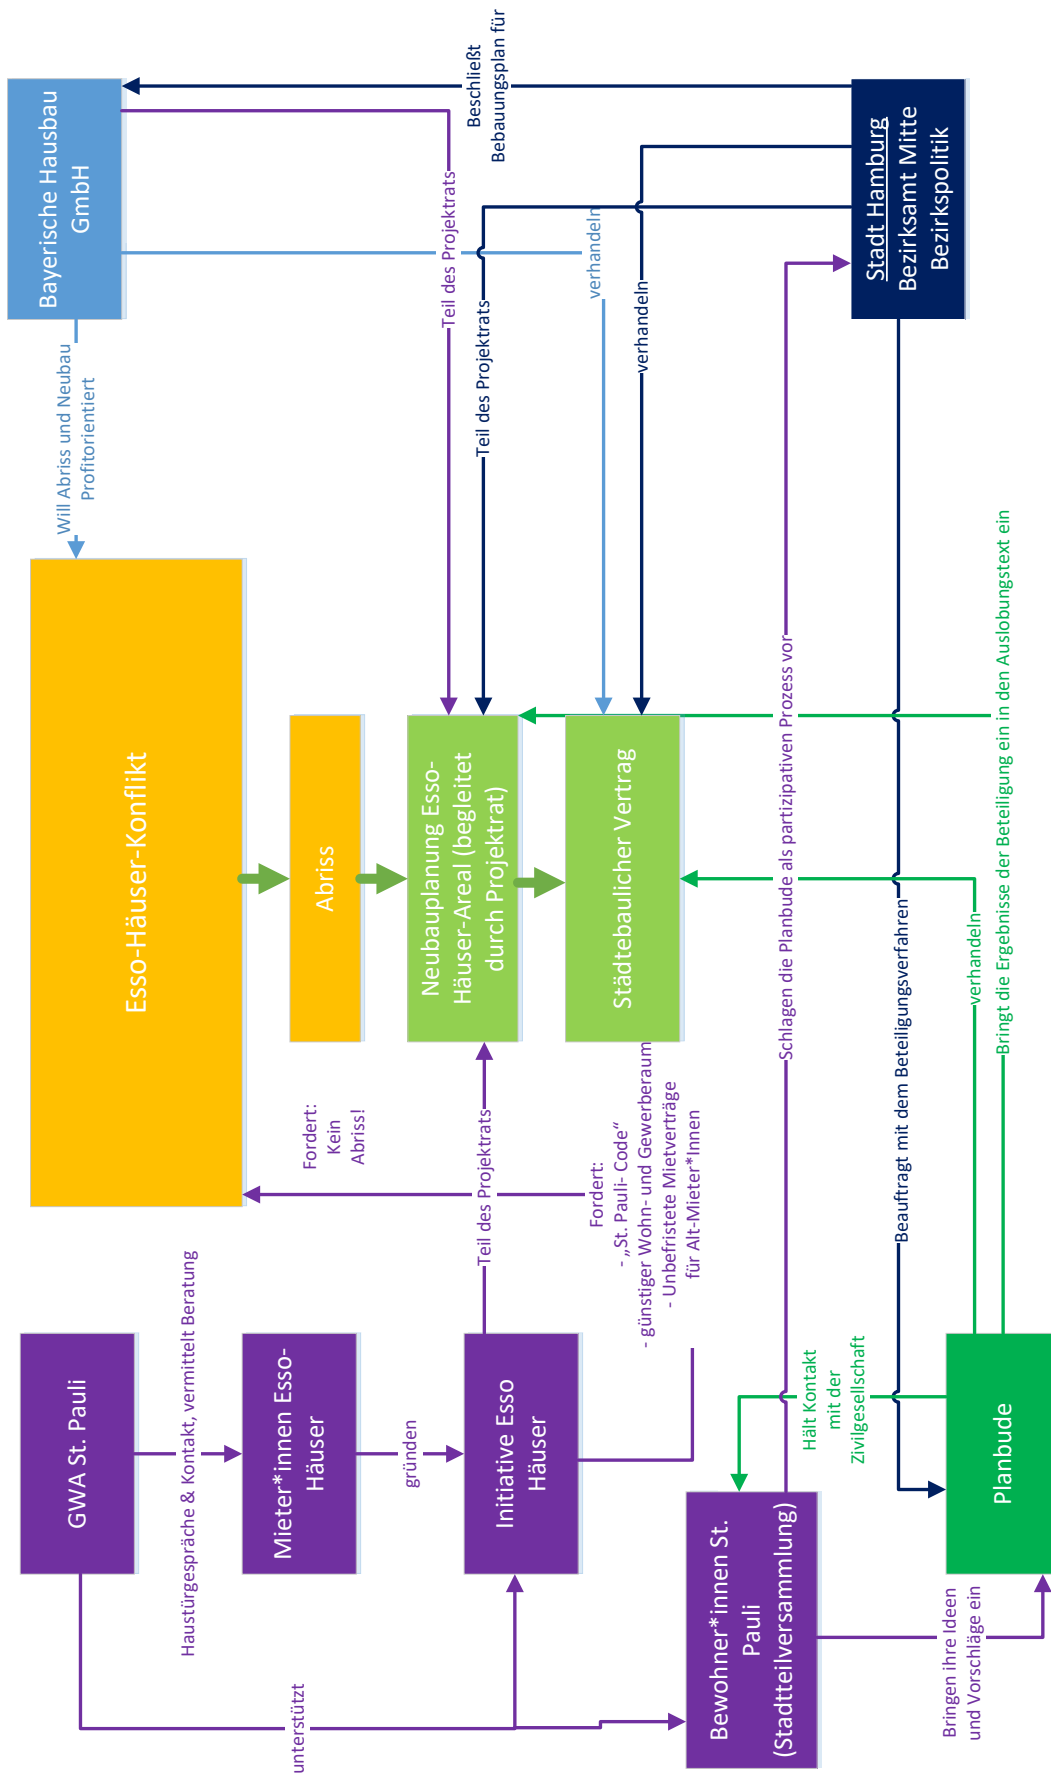 GWA St. Pauli
Haustürgespräche & Kontakt, vermittelt Beratung
Mieter*innen Esso-
Häuser
gründen
Initiative Esso
Häuser
unterstützt
Bewohner*innen St.
Pauli
(Stadtteilversammlung)
Bringen ihre Ideen
und Vorschläge ein
Planbude
Hält Kontakt
mit der
Zivilgesellschaft
Esso-Häuser-Konflikt
Fordert:
Kein
Abriss!
Abriss
Teil des Projektrats
Neubauplanung Esso-
Häuser-Areal (begleitet
durch Projektrat)
Fordert:
- „St. Pauli- Code“
- günstiger Wohn- und Gewerberaum
- Unbefristete Mietverträge
für Alt-Mieter*Innen
Städtebaulicher Vertrag
Schlagen die Planbude als partizipativen Prozess vor
Beauftragt mit dem Beteiligungsverfahren
verhandeln
Bringt die Ergebnisse der Beteiligung ein in den Auslobungstext ein
Will Abriss und Neubau
Profitorientiert
Bayerische Hausbau
GmbH
Teil des Projektrats
Teil des Projektrats
verhandeln
verhandeln
Beschließt
Bebauungsplan für
Stadt Hamburg
Bezirksamt Mitte
Bezirkspolitik